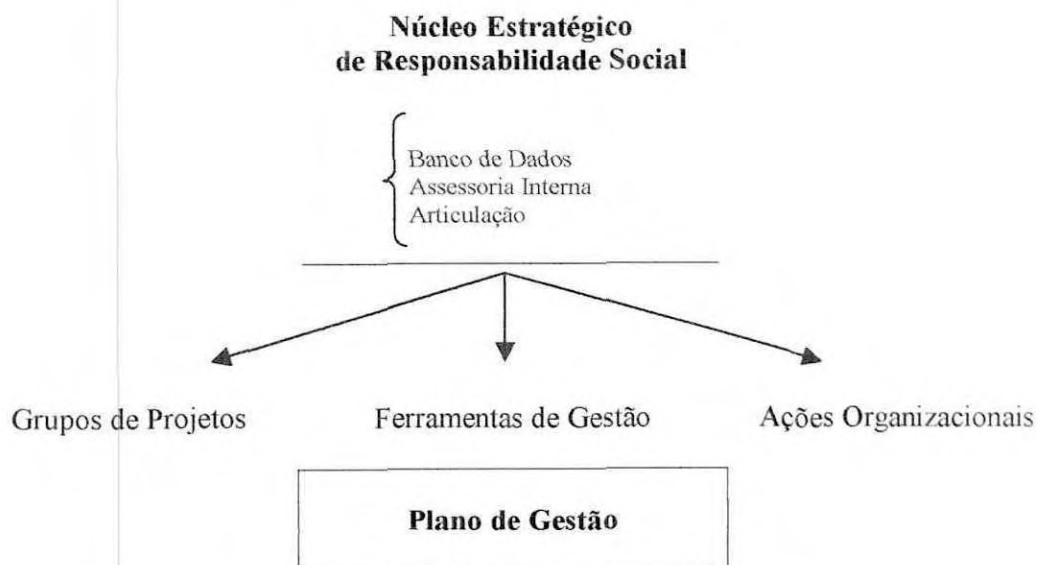 Núcleo Estratégico
de Responsabilidade Social
Banco de Dados
Assessoria Interna
Articulação
Grupos de Projetos
Ferramentas de Gestão
Ações Organizacionais
Plano de Gestão